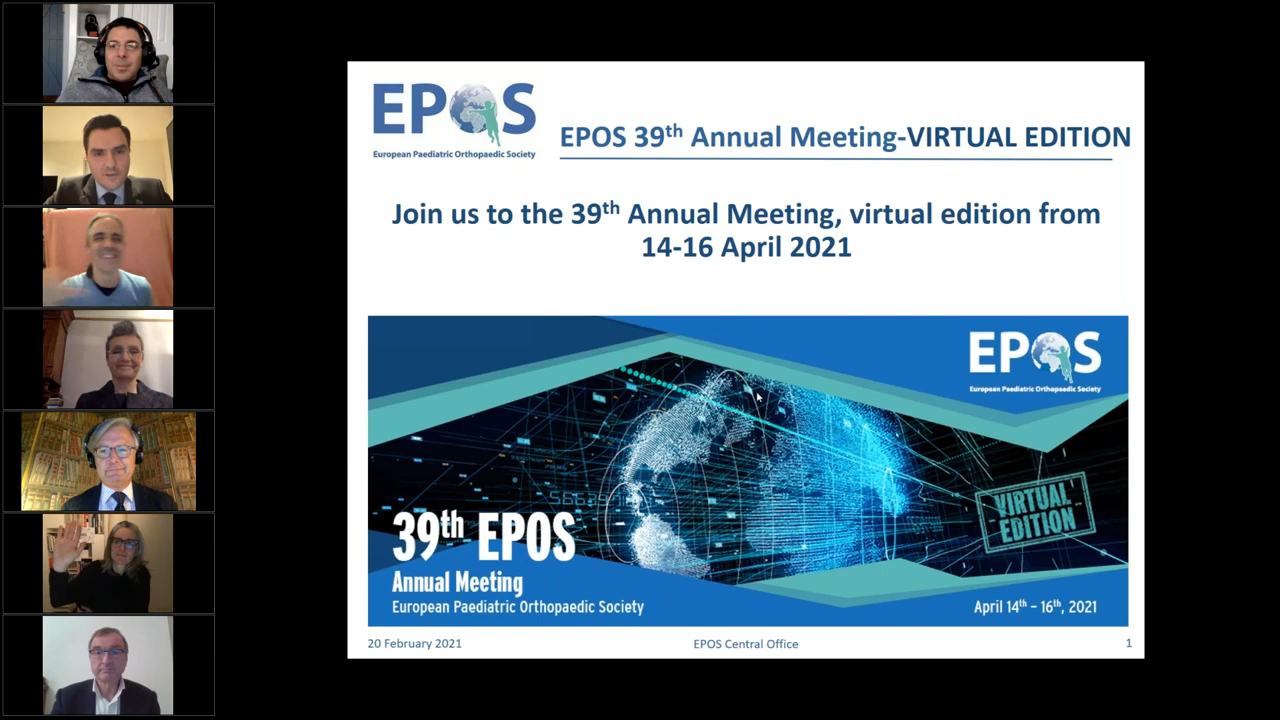 EPOS
European Paediatric Orthopaedic Society
EPOS 39th Annual Meeting-VIRTUAL EDITION
Join us to the 39th Annual Meeting, virtual edition from
14-16 April 2021
EPOS
European Paediatric Orthopaedic Society
VIRTUAL
EDITION
39th EPOS
Annual Meeting
European Paediatric Orthopaedic Society
April 14th – 16th, 2021
20 February 2021
EPOS Central Office
1